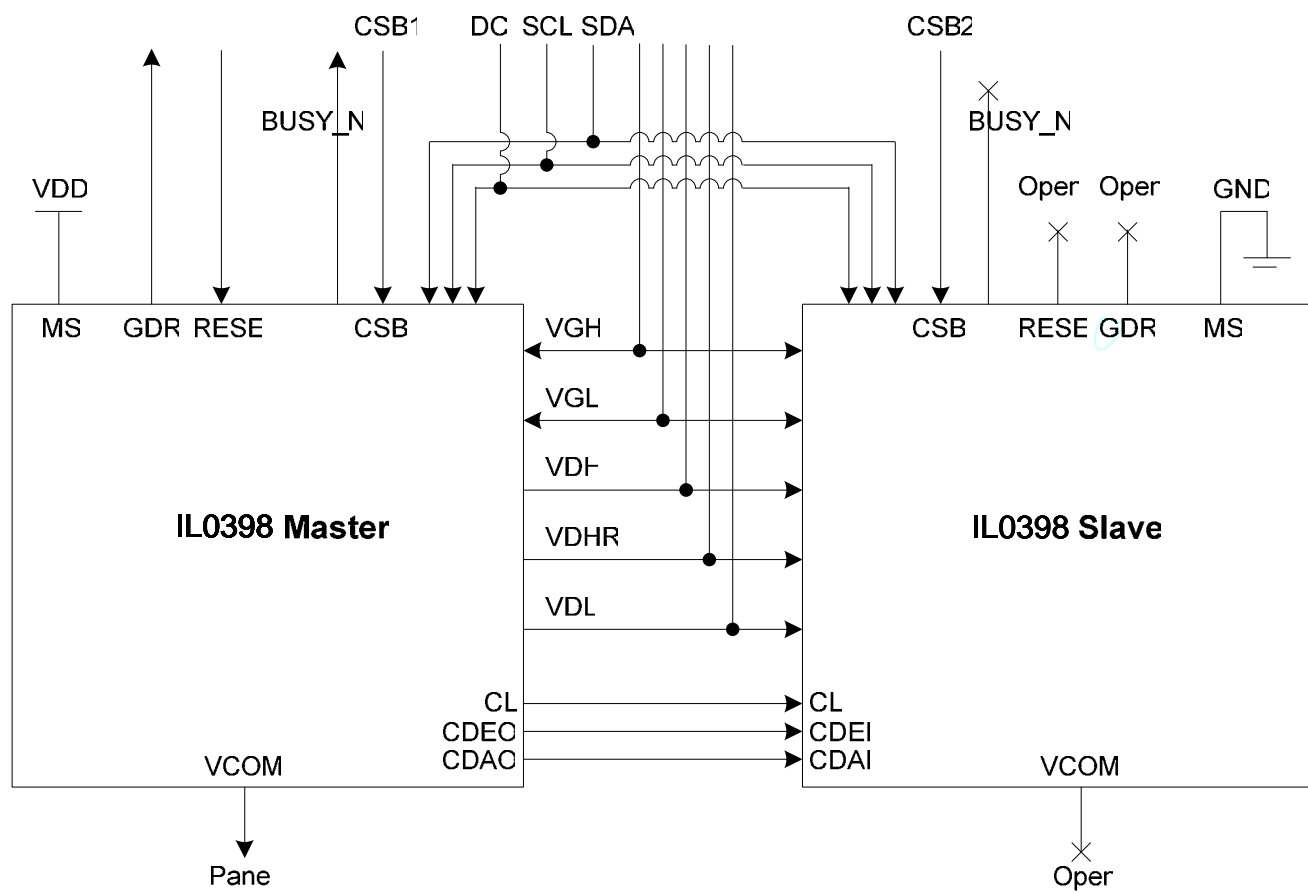 CSB1 DC SCL SDA CSB2
BUSY_N BUSY_N
VDD Oper Oper GND
MS GDR RESE CSB VGH CSB RESE GDR MS
VGL
VDH
IL0398 Master VDHR IL0398 Slave
VDL
CL CL
CDEO CDEI
CDAO CDAI
VCOM VCOM
Pane Oper